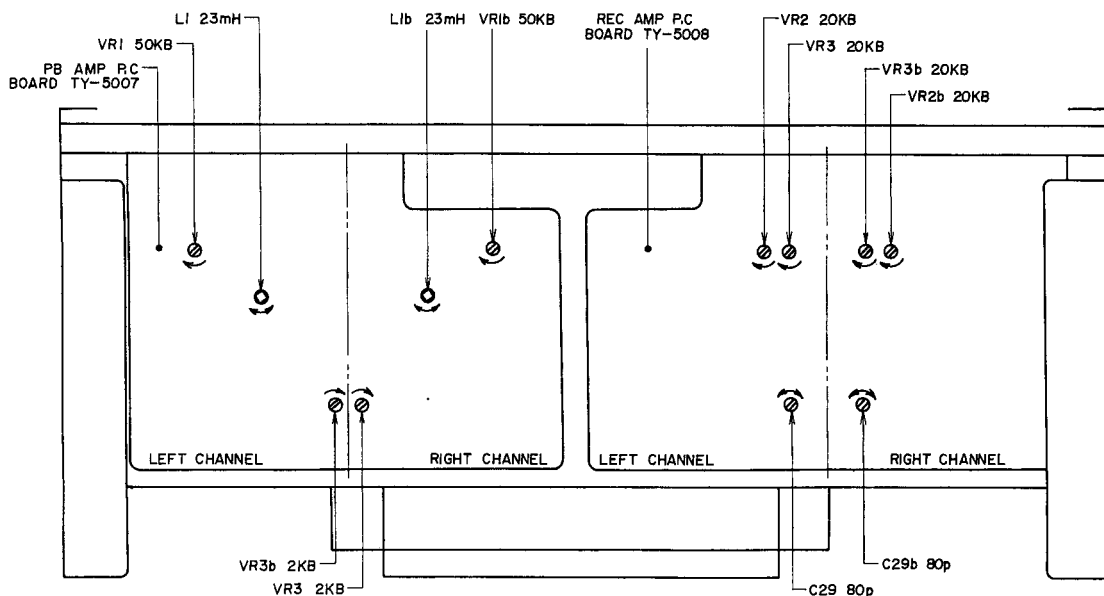 L1 23mH
L1b 23mH
VR1b 50KB
REC AMP P.C
BOARD TY-5008
VR2 20KB
VR1 50KB
VR3 20KB
PB AMP P.C
BOARD TY-5007
VR3b 20KB
VR2b 20KB
LEFT CHANNEL
RIGHT CHANNEL
LEFT CHANNEL
RIGHT CHANNEL
VR3b 2KB
VR3 2KB
C29b 80p
C29 80p